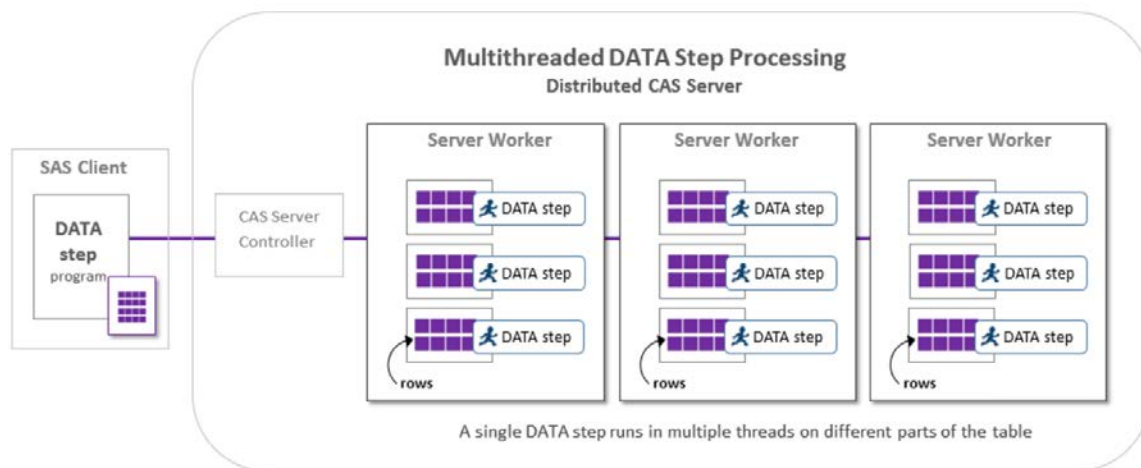 Multithreaded DATA Step Processing
Distributed CAS Server
SAS Client
DATA
step
program
CAS Server
Controller
Server Worker
DATA step
DATA step
DATA step
rows
Server Worker
DATA step
DATA step
DATA step
rows
Server Worker
DATA step
DATA step
DATA step
rows
A single DATA step runs in multiple threads on different parts of the table